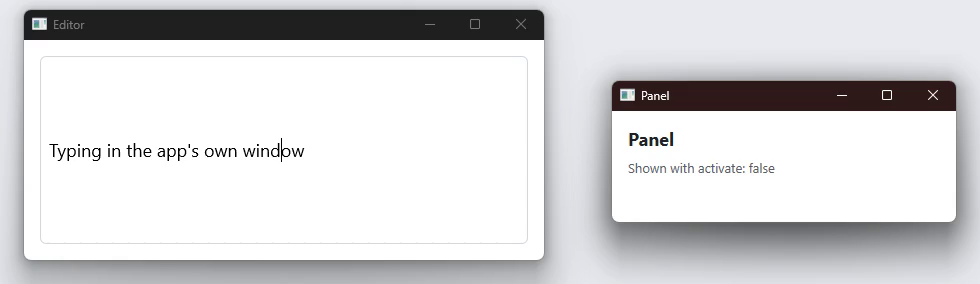 Editor
Typing in the app's own window
Panel
Panel
Shown with activate: false